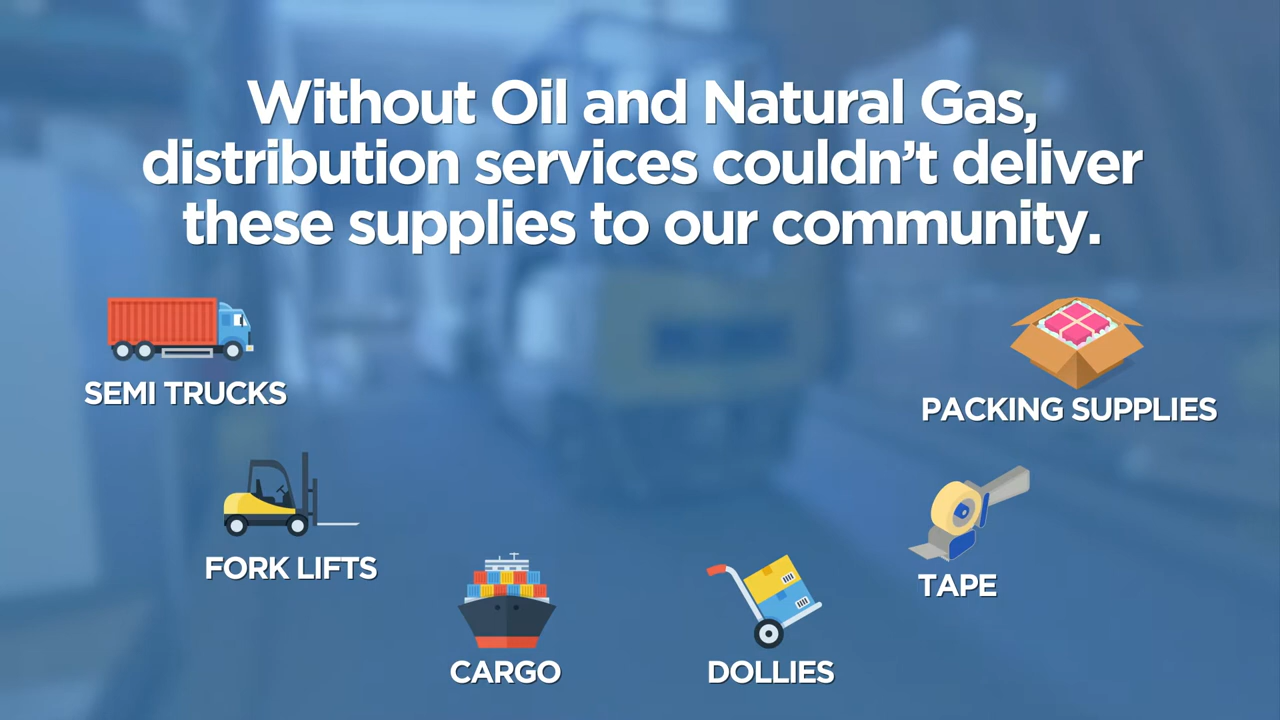 Without Oil and Natural Gas,
distribution services couldn’t deliver
these supplies to our community.
SEMI TRUCKS
PACKING SUPPLIES
FORK LIFTS
TAPE
CARGO
DOLLIES